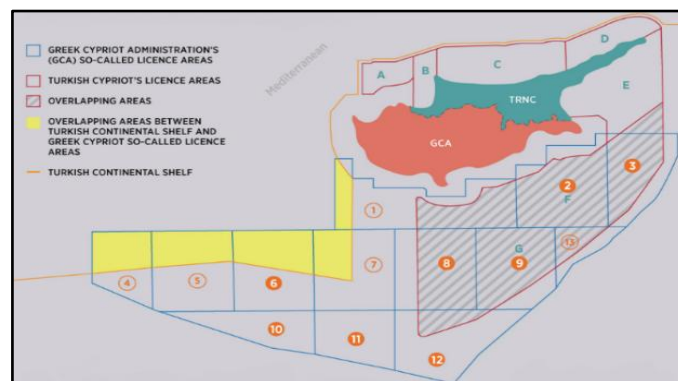 GREEK CYPRIOT ADMINISTRATION'S
(GCA) SO-CALLED LICENCE AREAS
TURKISH CYPRIOT'S LICENCE AREAS
OVERLAPPING AREAS
OVERLAPPING AREAS BETWEEN
TURKISH CONTINENTAL SHELF AND
GREEK CYPRIOT SO-CALLED LICENCE
AREAS
TURKISH CONTINENTAL SHELF
Mediterranean
A
B
C
D
E
TRNC
GCA
1
2
F
3
4
5
6
7
8
G
9
13
10
11
12